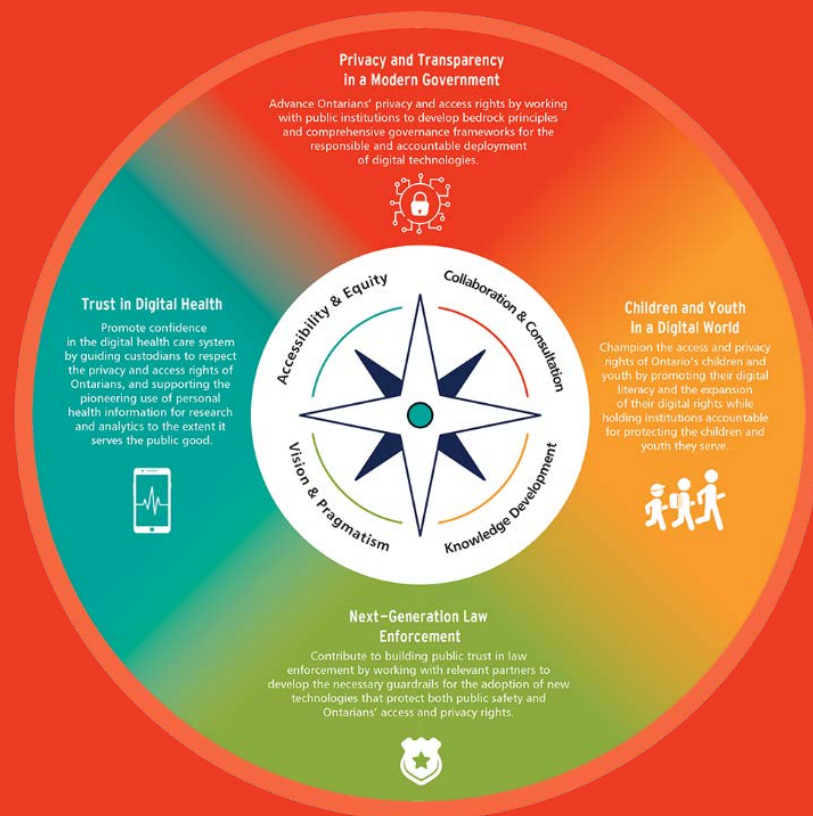 Privacy and Transparency
in a Modern Government
Advance Ontarians’ privacy and access rights by working
with public institutions to develop bedrock principles
and comprehensive governance frameworks for the
responsible and accountable deployment
of digital technologies.
Trust in Digital Health
Promote confidence
in the digital health care system
by guiding custodians to respect
the privacy and access rights of
Ontarians, and supporting the
pioneering use of personal
health information for research
and analytics to the extent it
serves the public good.
Accessibility & Equity
Collaboration & Consultation
Vision & Pragmatism
Knowledge Development
Children and Youth
in a Digital World
Champion the access and privacy
rights of Ontario’s children and
youth by promoting their digital
literacy and the expansion
of their digital rights while
holding institutions accountable
for protecting the children and
youth they serve.
Next-Generation Law
Enforcement
Contribute to building public trust in law
enforcement by working with relevant partners to
develop the necessary guardrails for the adoption of new
technologies that protect both public safety and
Ontarians’ access and privacy rights.